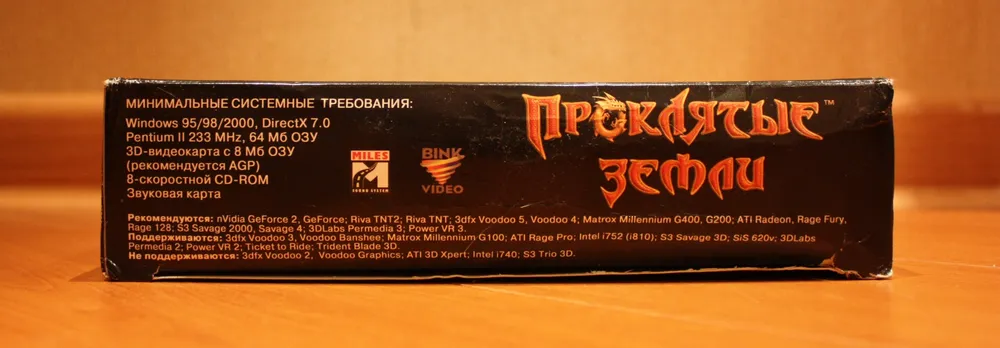 МИНИМАЛЬНЫЕ СИСТЕМНЫЕ ТРЕБОВАНИЯ:
Windows 95/98/2000, DirectX 7.0
Pentium II 233 MHz, 64 Мб ОЗУ
3D-видеокарта с 8 Мб ОЗУ
(рекомендуется AGP)
8-скоростной CD-ROM
Звуковая карта
MILES
SOUND SYSTEM
BINK
VIDEO
ПРОКЛЯТЫЕ™
ЗЕМЛИ
Рекомендуются: nVidia GeForce 2, GeForce; Riva TNT2; Riva TNT; 3dfx Voodoo 5, Voodoo 4; Matrox Millennium G400, G200; ATI Radeon, Rage Fury,
Rage 128; S3 Savage 2000, Savage 4; 3DLabs Permedia 3; Power VR 3.
Поддерживаются: 3dfx Voodoo 3, Voodoo Banshee; Matrox Millennium G100; ATI Rage Pro; Intel i752 (i810); S3 Savage 3D; SiS 620v; 3DLabs
Permedia 2; Power VR 2; Ticket to Ride; Trident Blade 3D.
Не поддерживаются: 3dfx Voodoo 2, Voodoo Graphics; ATI 3D Xpert; Intel i740; S3 Trio 3D.